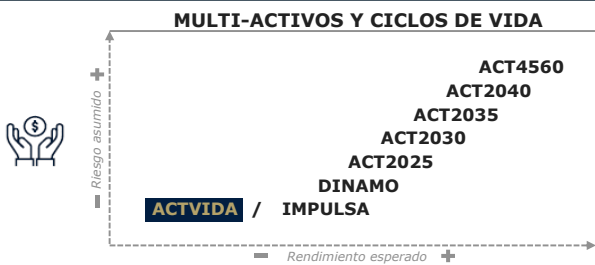 MULTI-ACTIVOS Y CICLOS DE VIDA
ACT4560
ACT2040
ACT2035
ACT2030
ACT2025
DINAMO
ACTVIDA / IMPULSA
+
Riesgo asumido
-
$
- Rendimiento esperado +